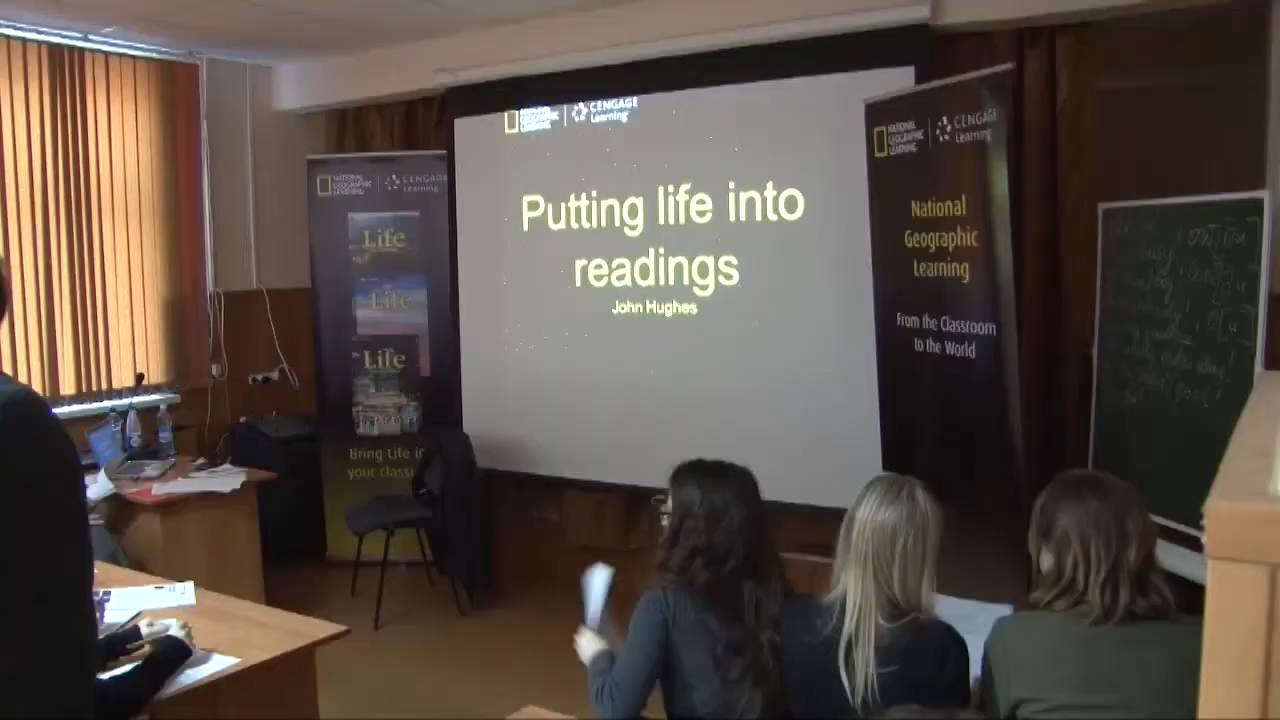 NATIONAL
GEOGRAPHIC
LEARNING
CENGAGE
Learning
Putting life into
readings
John Hughes
NATIONAL
GEOGRAPHIC
LEARNING
CENGAGE
Learning
Life
Life
Life
Bring Life i
your class
NATIONAL
GEOGRAPHIC
LEARNING
CENGAGE
Learning
National
Geographic
Learning
From the Classroom
to the World